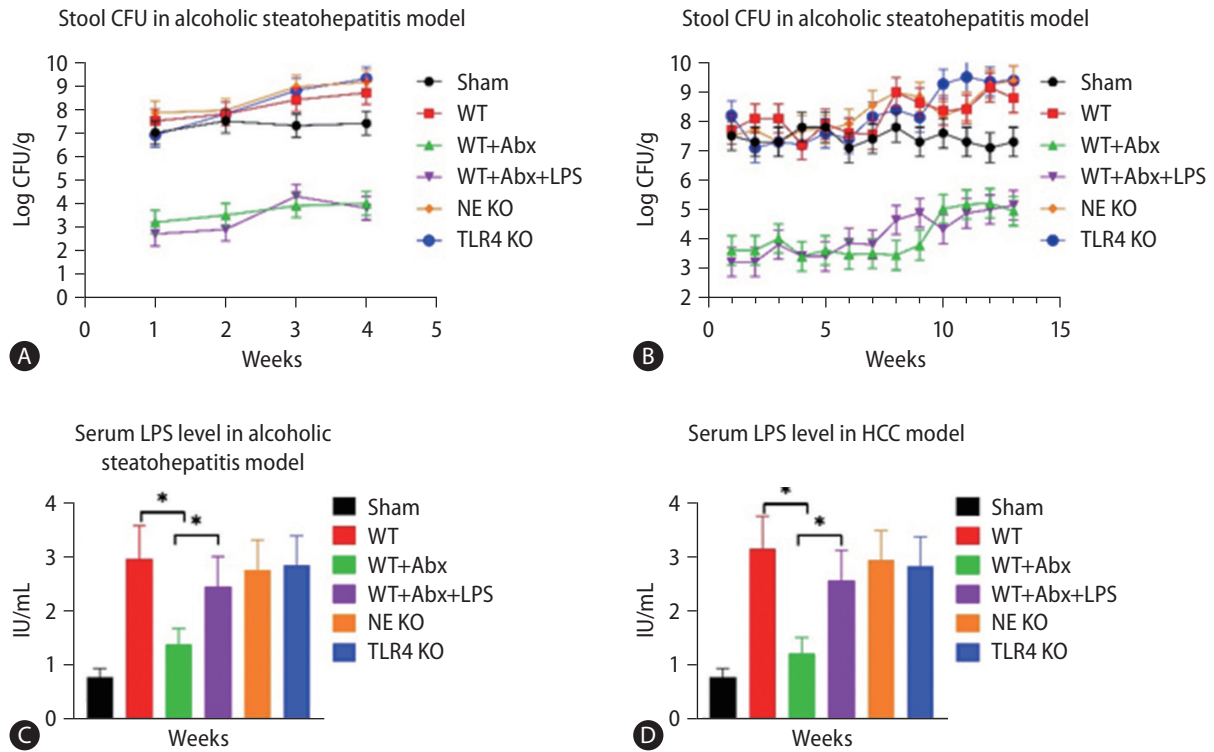 Stool CFU in alcoholic steatohepatitis model
Log CFU/g
10
9
8
7
6
5
4
3
2
1
0
0 1 2 3 4 5
Weeks
Sham
WT
WT+Abx
WT+Abx+LPS
NE KO
TLR4 KO
A
Stool CFU in alcoholic steatohepatitis model
Log CFU/g
10
9
8
7
6
5
4
3
2
0 5 10 15
Weeks
Sham
WT
WT+Abx
WT+Abx+LPS
NE KO
TLR4 KO
B
Serum LPS level in alcoholic
steatohepatitis model
IU/mL
4
3
2
1
0
* 
*
Weeks
Sham
WT
WT+Abx
WT+Abx+LPS
NE KO
TLR4 KO
C
Serum LPS level in HCC model
IU/mL
4
3
2
1
0
*
*
Weeks
Sham
WT
WT+Abx
WT+Abx+LPS
NE KO
TLR4 KO
D